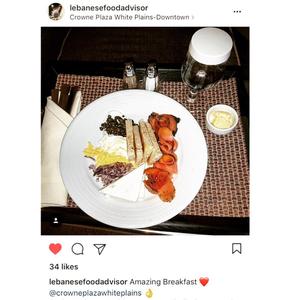 lebanesefoodadvisor
Crowne Plaza White Plains-Downtown
34 likes
lebanesefoodadvisor Amazing Breakfast ❤️
@crowneplazawhiteplains 👌